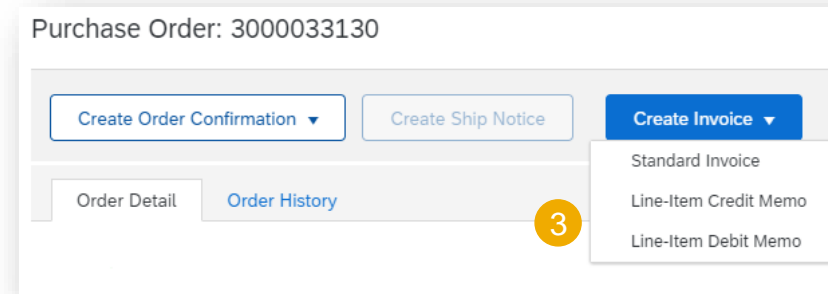 Purchase Order: 3000033130
Create Order Confirmation Create Ship Notice Create Invoice
Standard Invoice
Order Detail Order History Line-Item Credit Memo
3
Line-Item Debit Memo